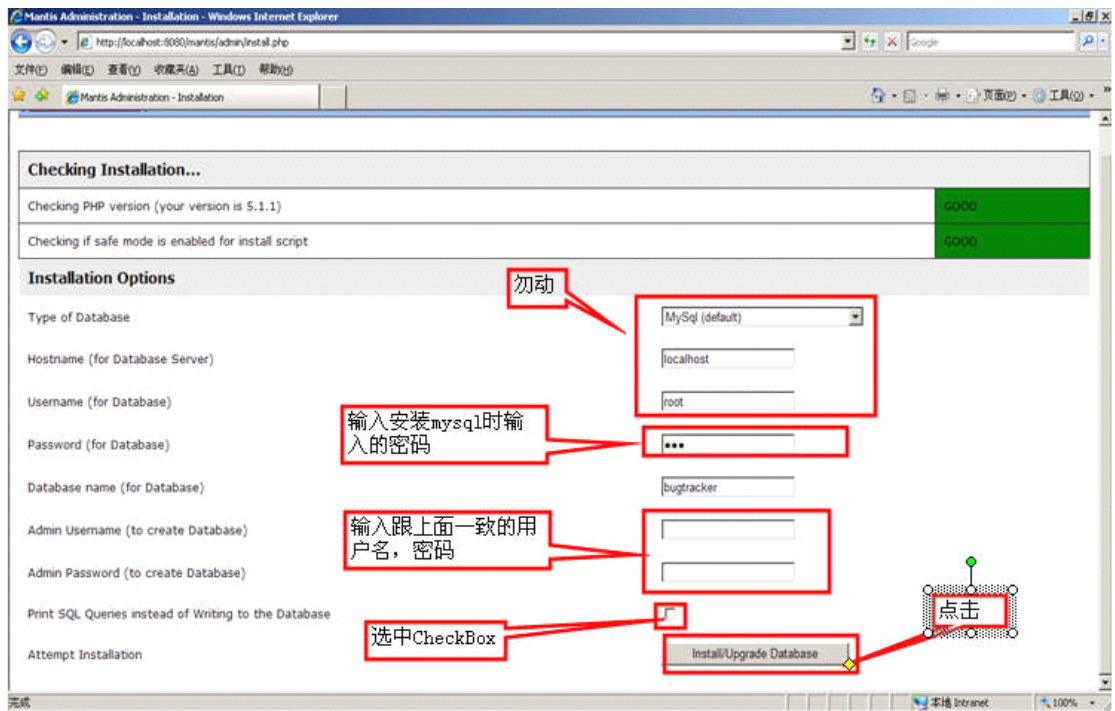 Mantis Administration - Installation - Windows Internet Explorer
http://localhost:8080/mantis/admin/install.php
Google
文件(F) 编辑(E) 查看(V) 收藏夹(A) 工具(T) 帮助(H)
Mantis Administration - Installation
页面(P) 工具(O)
Checking Installation...
Checking PHP version (your version is 5.1.1) GOOD
Checking if safe mode is enabled for install script GOOD
Installation Options
勿动
Type of Database MySql (default)
Hostname (for Database Server) localhost
Username (for Database) root
输入安装mysql时输
入的密码
Password (for Database) •••
Database name (for Database) bugtracker
输入跟上面一致的用
户名，密码
Admin Username (to create Database)
Admin Password (to create Database)
Print SQL Queries instead of Writing to the Database
点击
选中CheckBox
Attempt Installation Install/Upgrade Database
完成 本地 Intranet 100%